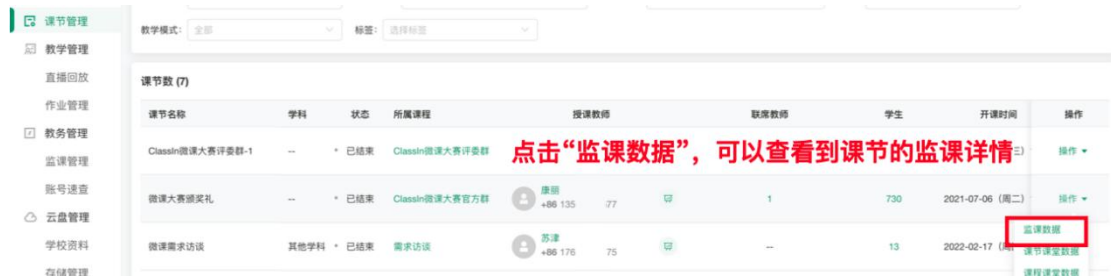 课节管理
教学管理
直播回放
作业管理
教务管理
监课管理
账号速查
云盘管理
学校资料
存储管理
教学模式: 全部 标签: 选择标签
课节数 (7)
课节名称 学科 状态 所属课程 授课教师 联席教师 学生 开课时间 操作
ClassIn微课大赛评委群-1 -- 已结束 ClassIn微课大赛评委群 操作
点击“监课数据”，可以查看到课节的监课详情
微课大赛颁奖礼 -- 已结束 ClassIn微课大赛官方群 康丽 +86 135 77 1 730 2021-07-06 (周二) 操作
微课需求访谈 其他学科 已结束 需求访谈 苏津 +86 176 75 -- 13 2022-02-17
监课数据
课节课堂数据
课程课堂数据